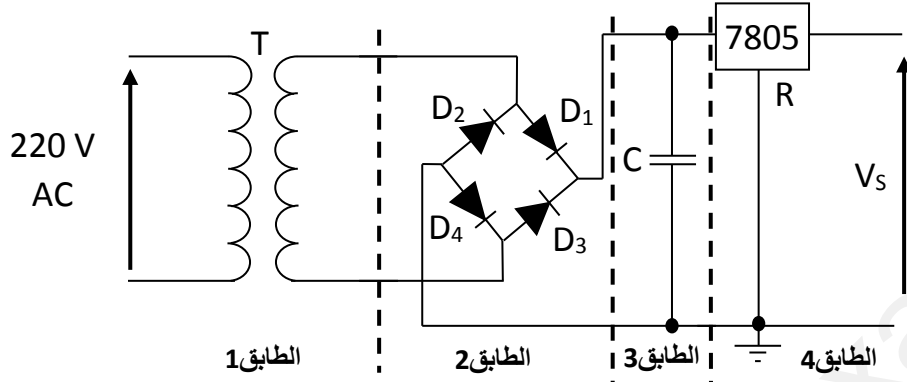 T
7805
R
D2
D1
D4
D3
C
220 V
AC
VS
الطابق1
الطابق2
الطابق3
الطابق4